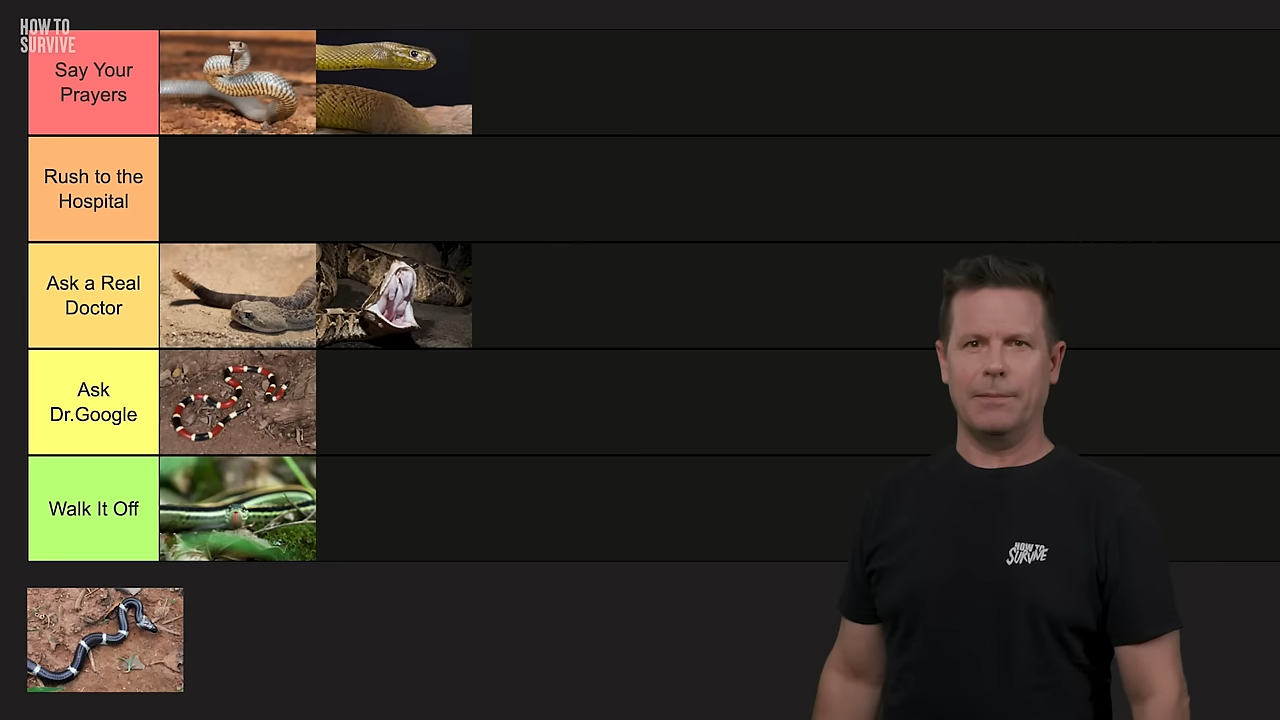 HOW TO
SURVIVE
Say Your
Prayers
Rush to the
Hospital
Ask a Real
Doctor
Ask
Dr.Google
Walk It Off
HOW TO
SURVIVE